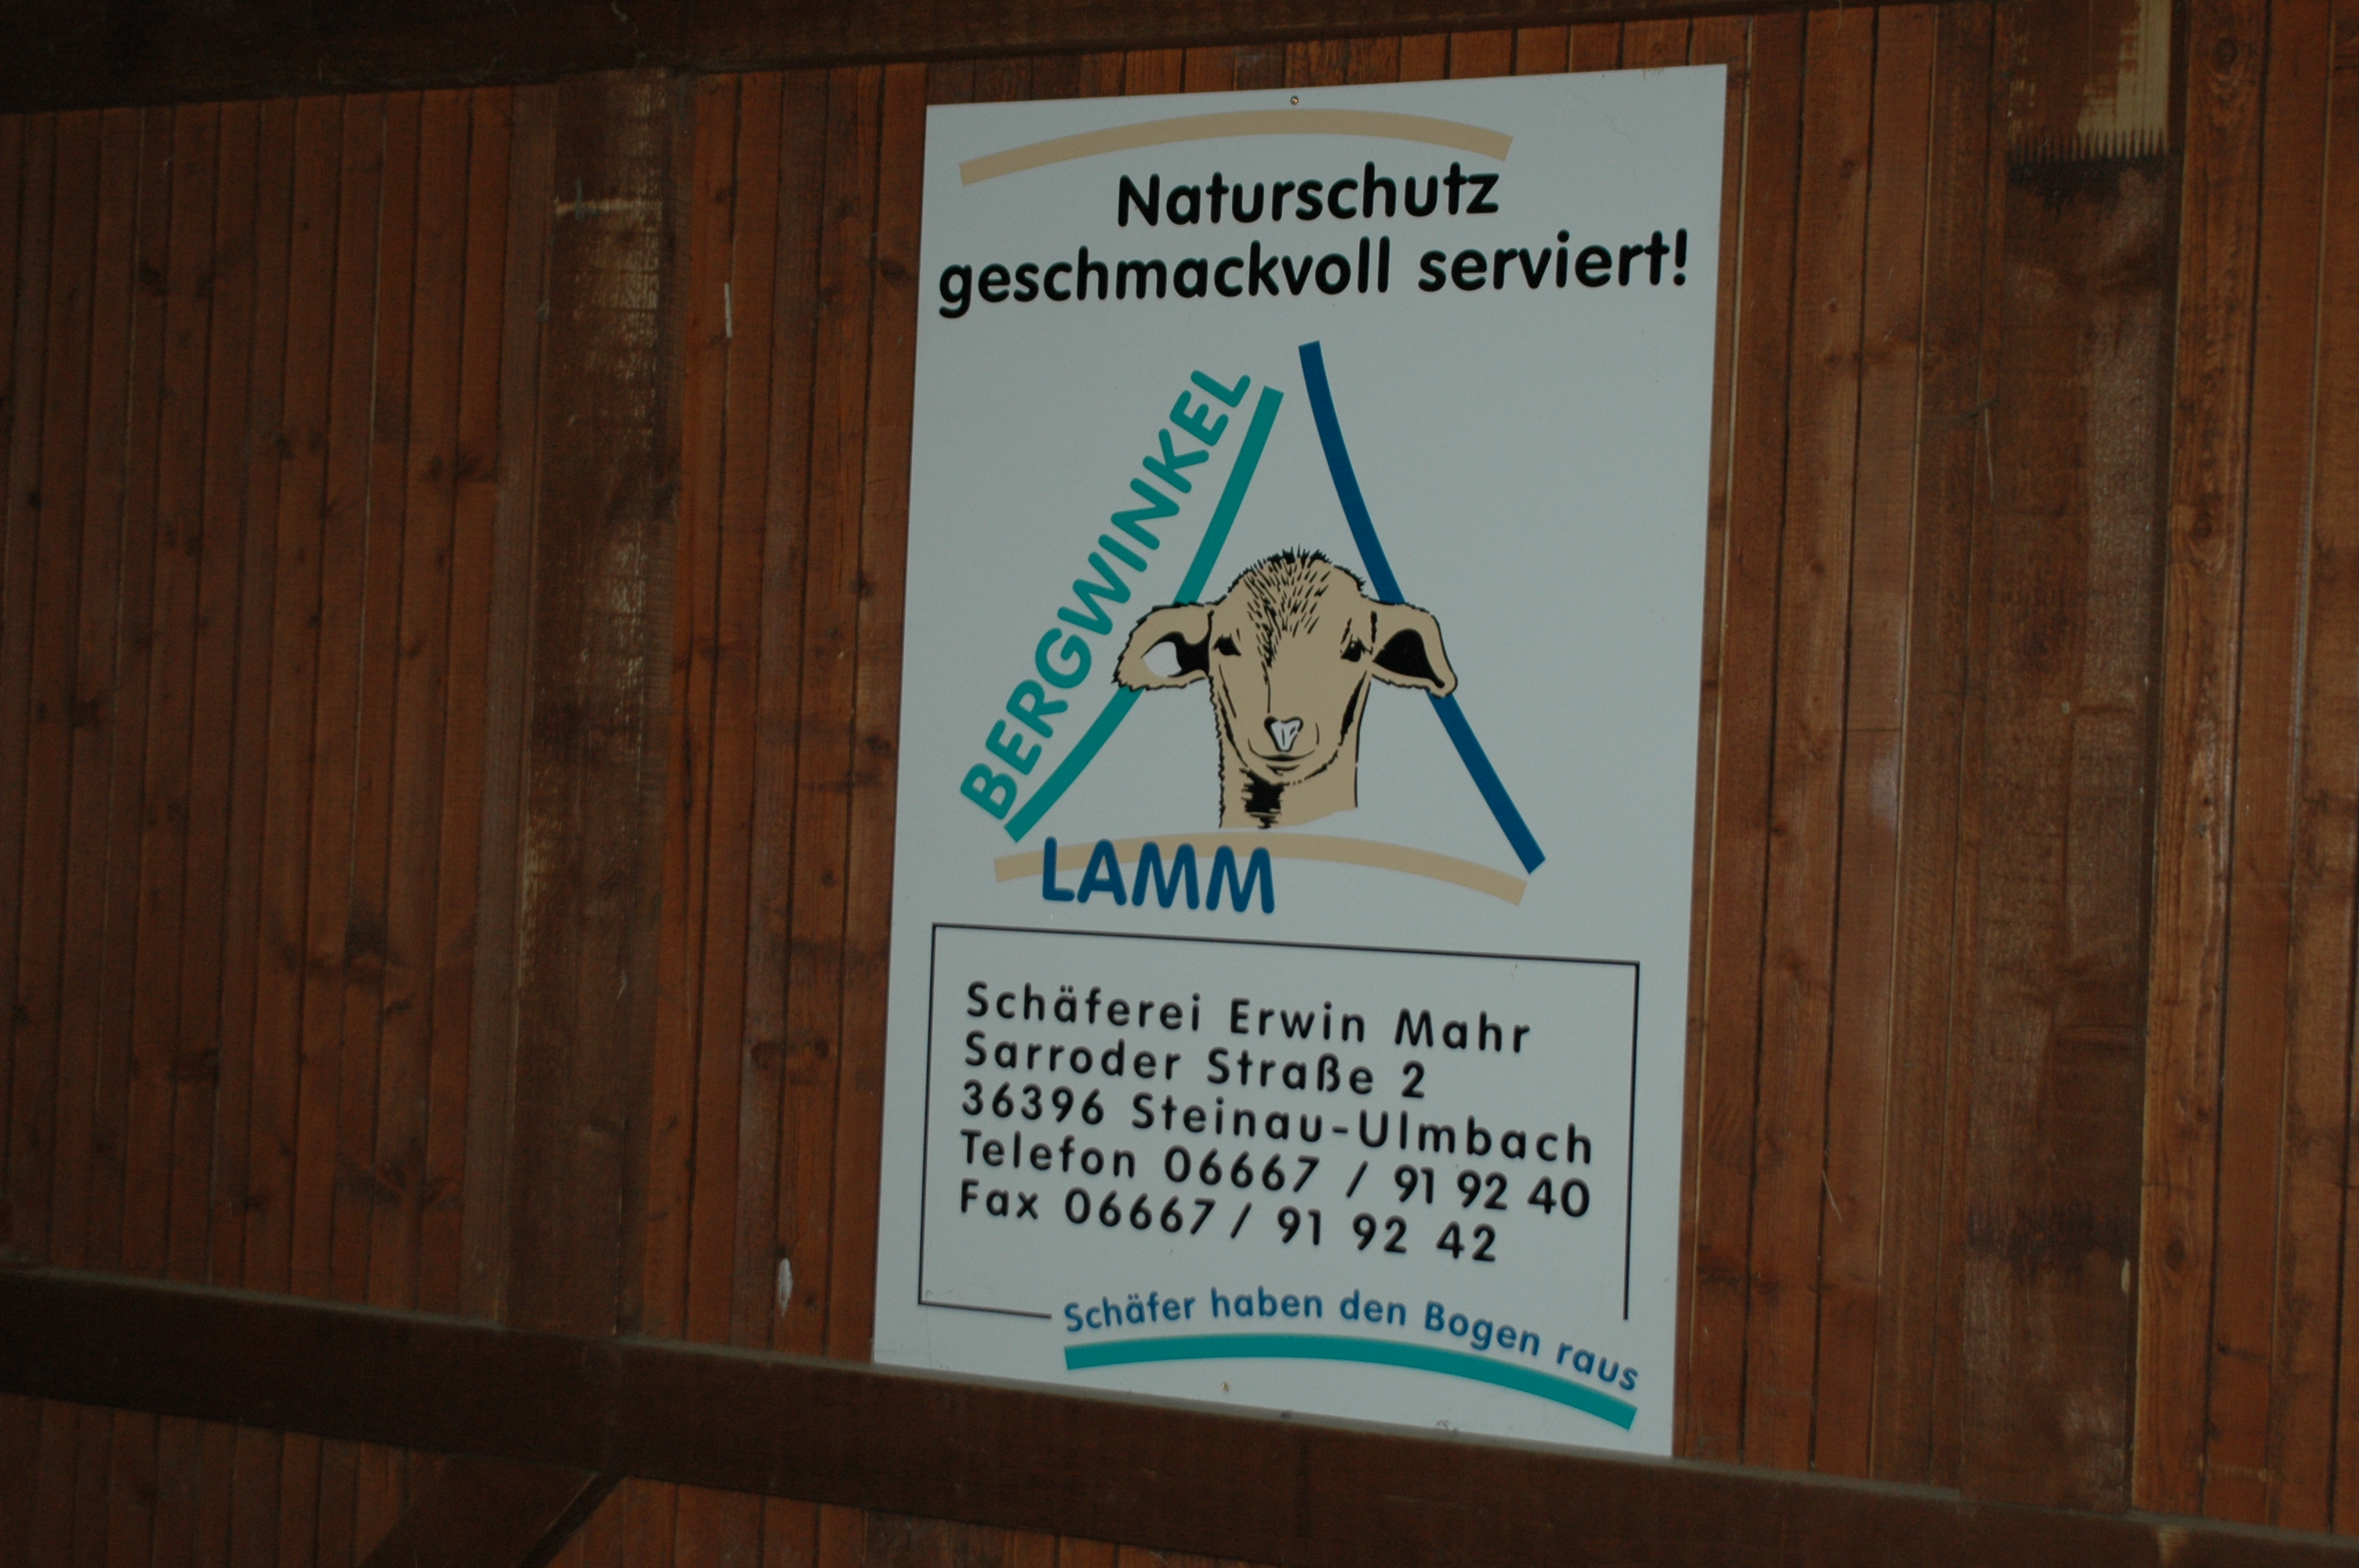 Naturschutz
geschmackvoll serviert!
BERGWINKEL
LAMM
Schäferei Erwin Mahr
Sarroder Straße 2
36396 Steinau-Ulmbach
Telefon 06667 / 91 92 40
Fax 06667 / 91 92 42
Schäfer haben den Bogen raus